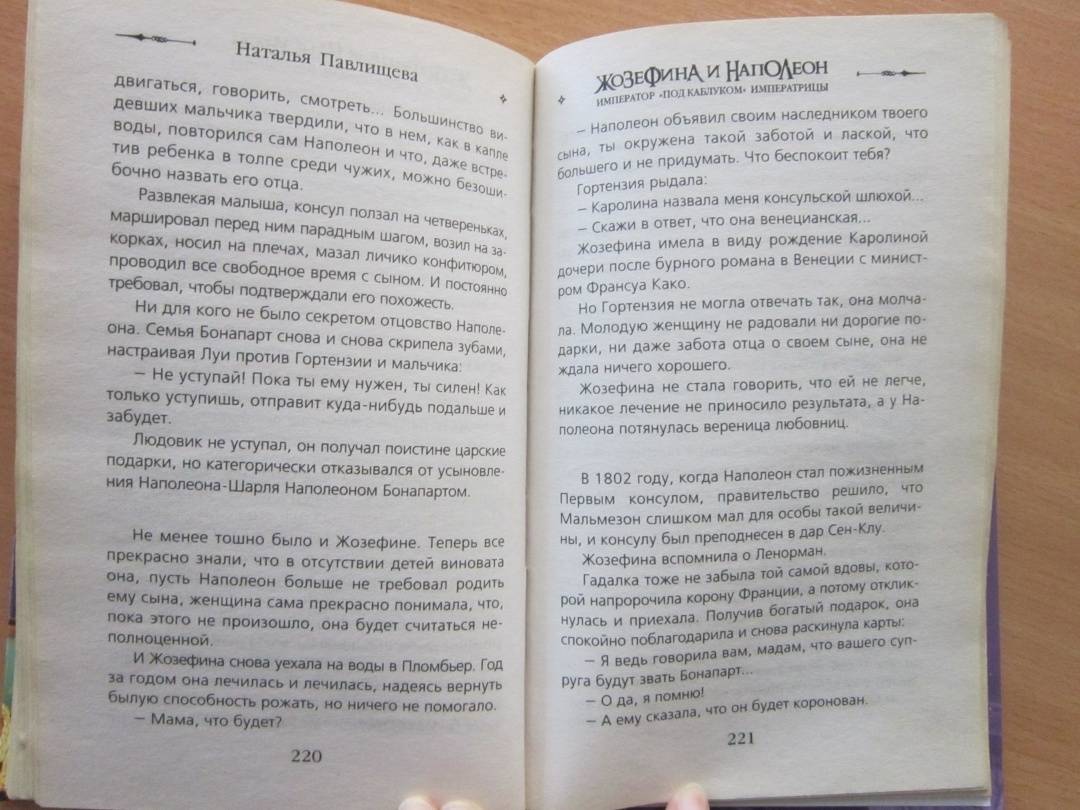 Наталья Павлищева
двигаться, говорить, смотреть... Большинство ви-
девших мальчика твердили, что в нем, как в капле
воды, повторился сам Наполеон и что, даже встре-
тив ребенка в толпе среди чужих, можно безоши-
бочно назвать его отца.
Развлекая малыша, консул ползал на четвереньках,
маршировал перед ним парадным шагом, возил на за-
корках, носил на плечах, мазал личико конфитюром,
проводил все свободное время с сыном. И постоянно
требовал, чтобы подтверждали его похожесть.
Ни для кого не было секретом отцовство Наполе-
она. Семья Бонапарт снова и снова скрипела зубами,
настраивая Луи против Гортензии и мальчика:
– Не уступай! Пока ты ему нужен, ты силен! Как
только уступишь, отправит куда-нибудь подальше и
забудет.
Людовик не уступал, он получал поистине царские
подарки, но категорически отказывался от усыновле-
ния Наполеона-Шарля Наполеоном Бонапартом.
Не менее тошно было и Жозефине. Теперь все
прекрасно знали, что в отсутствии детей виновата
она, пусть Наполеон больше не требовал родить
ему сына, женщина сама прекрасно понимала, что,
пока этого не произошло, она будет считаться не-
полноценной.
И Жозефина снова уехала на воды в Пломбьер. Год
за годом она лечилась и лечилась, надеясь вернуть
былую способность рожать, но ничего не помогало.
– Мама, что будет?
220
ЖОЗЕФИНА И НАПОЛЕОН
ИМПЕРАТОР «ПОД КАБЛУКОМ» ИМПЕРАТРИЦЫ
– Наполеон объявил своим наследником твоего
сына, ты окружена такой заботой и лаской, что
большего и не придумать. Что беспокоит тебя?
Гортензия рыдала:
– Каролина назвала меня консульской шлюхой...
– Скажи в ответ, что она венецианская...
Жозефина имела в виду рождение Каролиной
дочери после бурного романа в Венеции с минист-
ром Франсуа Како.
Но Гортензия не могла отвечать так, она молча-
ла. Молодую женщину не радовали ни дорогие по-
дарки, ни даже забота отца о своем сыне, она не
ждала ничего хорошего.
Жозефина не стала говорить, что ей не легче,
никакое лечение не приносило результата, а у На-
полеона потянулась вереница любовниц.
В 1802 году, когда Наполеон стал пожизненным
Первым консулом, правительство решило, что
Мальмезон слишком мал для особы такой величи-
ны, и консулу был преподнесен в дар Сен-Клу.
Жозефина вспомнила о Ленорман.
Гадалка тоже не забыла той самой вдовы, кото-
рой напророчила корону Франции, а потому отклик-
нулась и приехала. Получив богатый подарок, она
спокойно поблагодарила и снова раскинула карты:
– Я ведь говорила вам, мадам, что вашего суп-
руга будут звать Бонапарт...
– О да, я помню!
– А ему сказала, что он будет коронован.
221